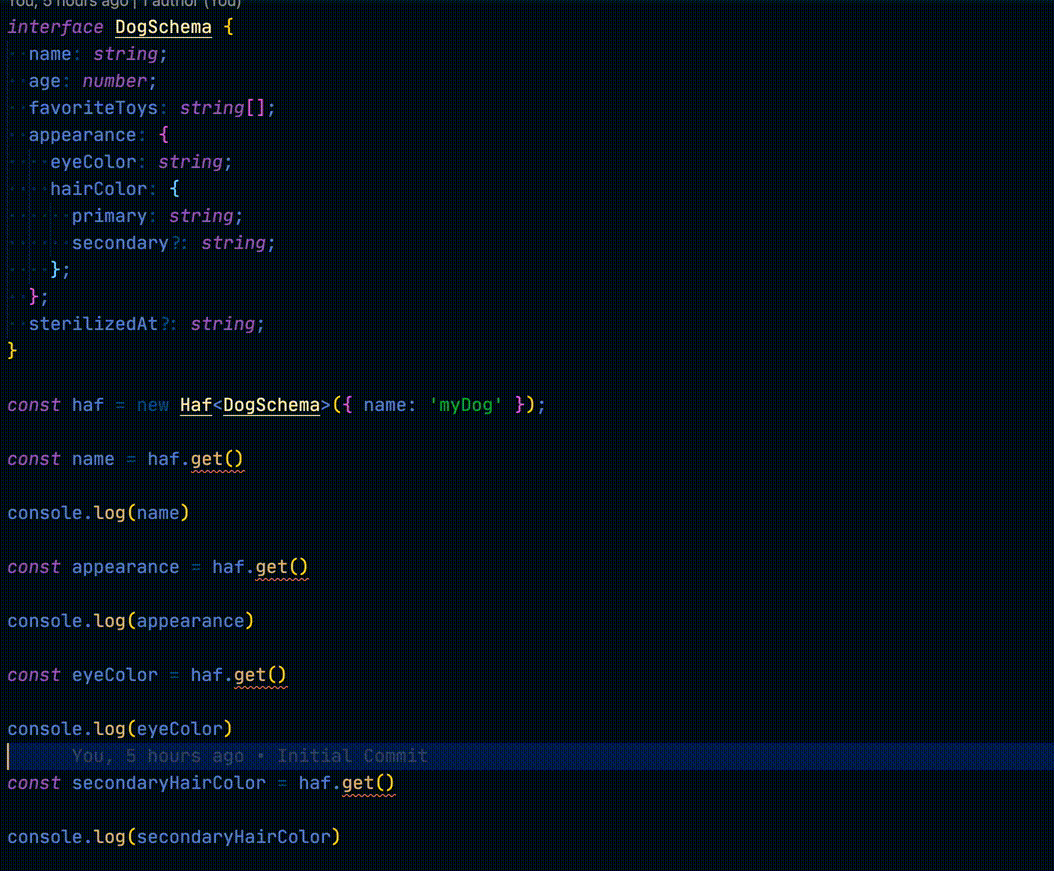 You, 5 hours ago | 1 author (You)
interface DogSchema {
  name: string;
  age: number;
  favoriteToys: string[];
  appearance: {
    eyeColor: string;
    hairColor: {
      primary: string;
      secondary?: string;
    };
  };
  sterilizedAt?: string;
}
const haf = new Haf<DogSchema>({ name: 'myDog' });
const name = haf.get()
console.log(name)
const appearance = haf.get()
console.log(appearance)
const eyeColor = haf.get()
console.log(eyeColor)
You, 5 hours ago • Initial Commit
const secondaryHairColor = haf.get()
console.log(secondaryHairColor)